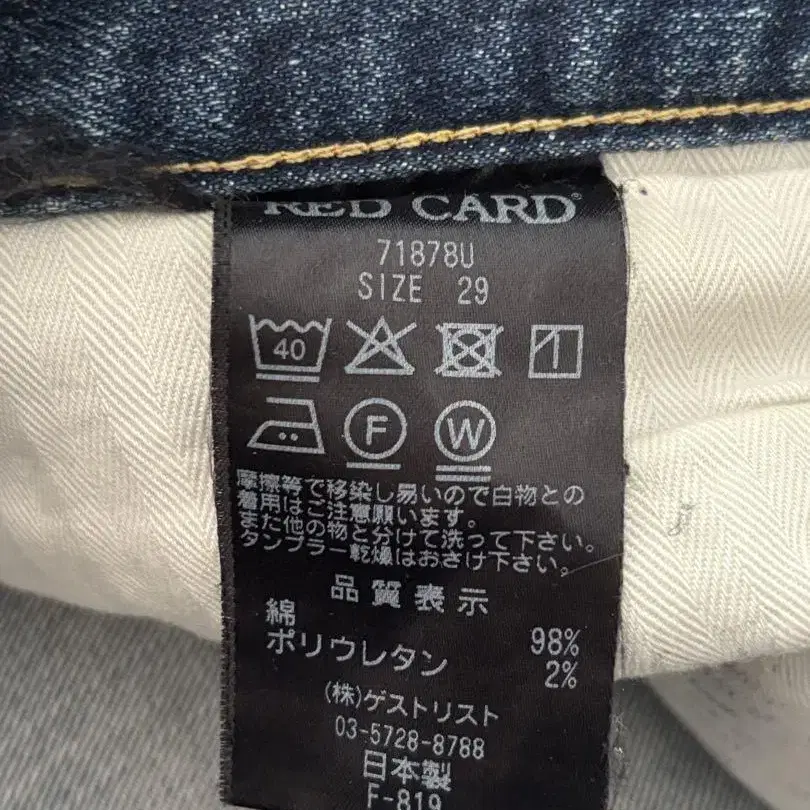 RED CARD
71878U
SIZE 29
40
F W
摩擦等で移染し易いので白物との
着用はご注意願います。
また他の物と分けて洗って下さい。
タンブラー乾燥はおさけ下さい。
品質表示
綿 98%
ポリウレタン 2%
(株)ゲストリスト
03-5728-8788
日本製
F-819